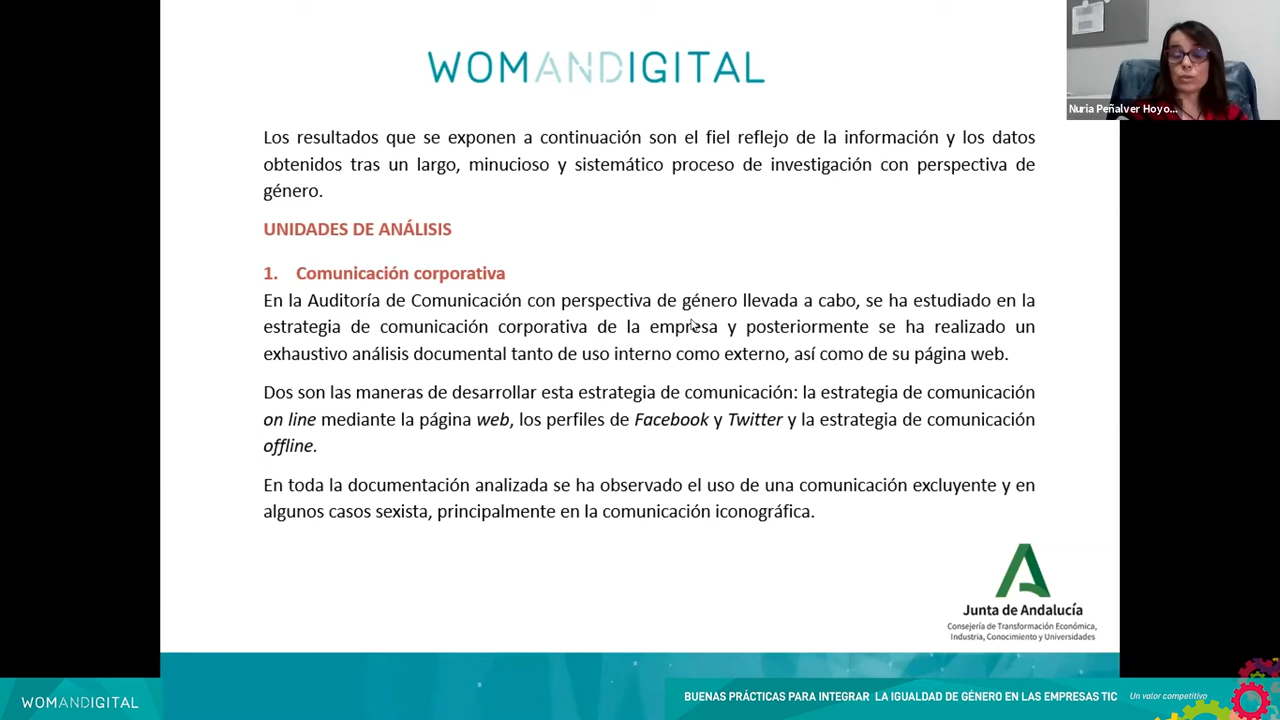 WOMANDIGITAL
Nuria Peñalver Hoyo...
Los resultados que se exponen a continuación son el fiel reflejo de la información y los datos
obtenidos tras un largo, minucioso y sistemático proceso de investigación con perspectiva de
género.
UNIDADES DE ANÁLISIS
1. Comunicación corporativa
En la Auditoría de Comunicación con perspectiva de género llevada a cabo, se ha estudiado en la
estrategia de comunicación corporativa de la empresa y posteriormente se ha realizado un
exhaustivo análisis documental tanto de uso interno como externo, así como de su página web.
Dos son las maneras de desarrollar esta estrategia de comunicación: la estrategia de comunicación
on line mediante la página web, los perfiles de Facebook y Twitter y la estrategia de comunicación
offline.
En toda la documentación analizada se ha observado el uso de una comunicación excluyente y en
algunos casos sexista, principalmente en la comunicación iconográfica.
Junta de Andalucía
Consejería de Transformación Económica,
Industria, Conocimiento y Universidades
WOMANDIGITAL
BUENAS PRÁCTICAS PARA INTEGRAR LA IGUALDAD DE GÉNERO EN LAS EMPRESAS TIC Un valor competitivo